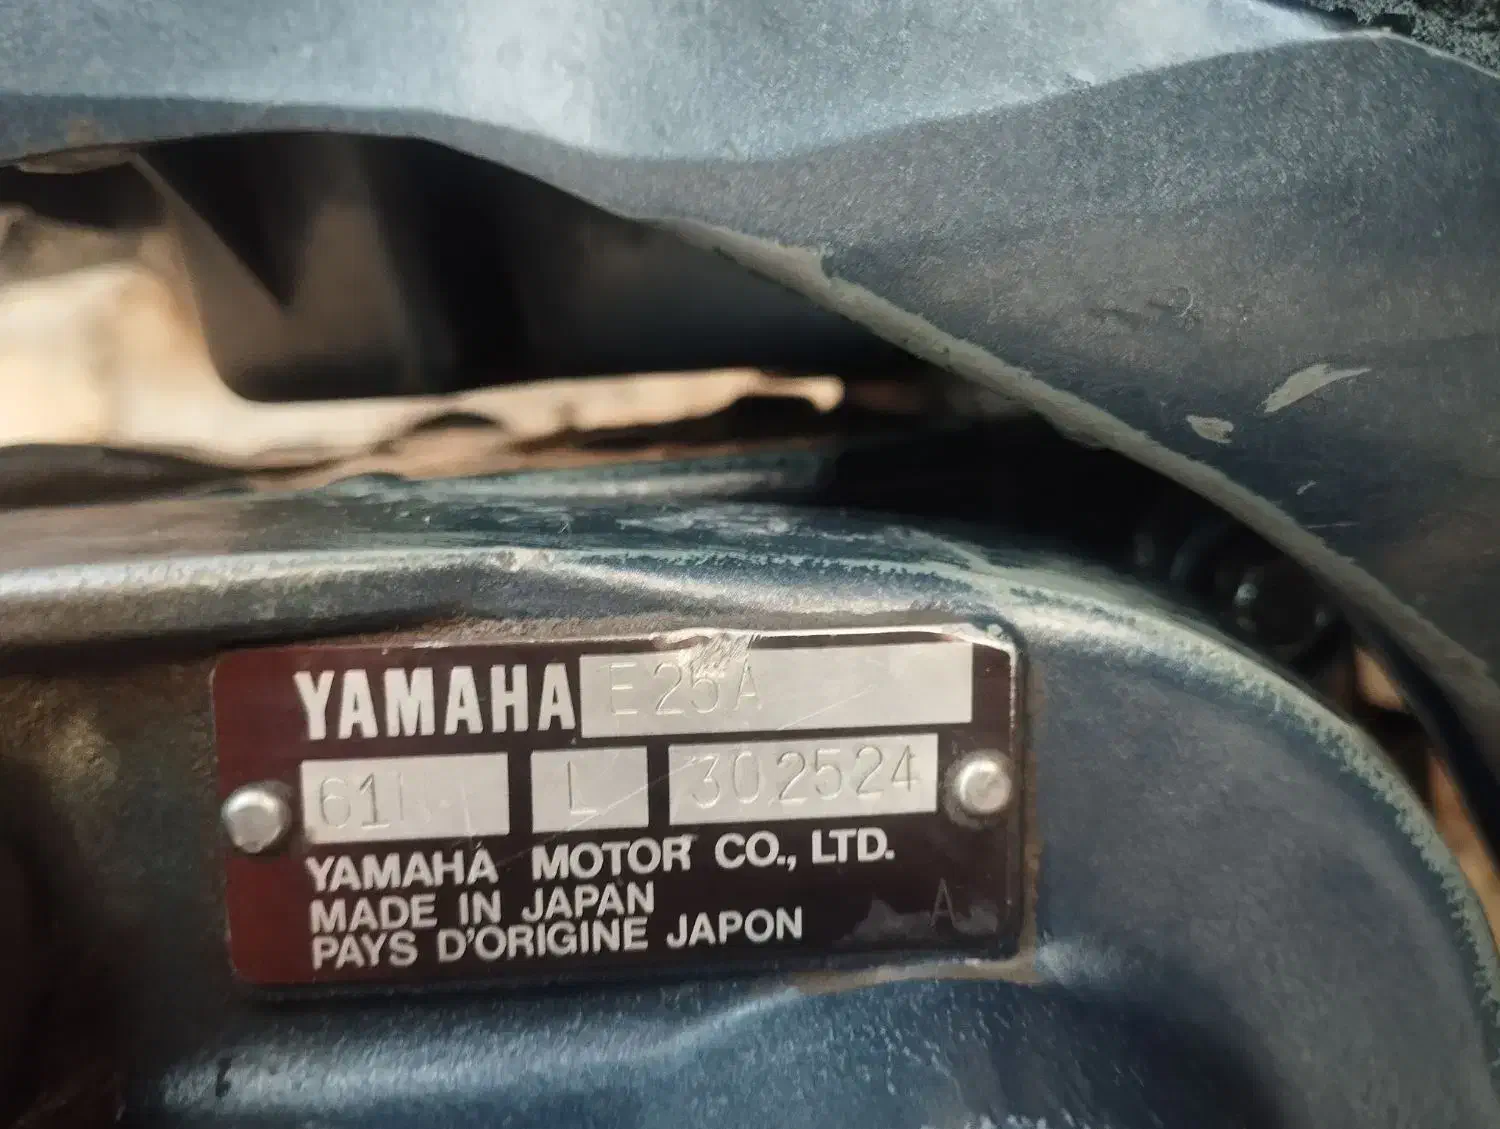 YAMAHA E25A
L 302524
YAMAHA MOTOR CO., LTD.
MADE IN JAPAN
PAYS D'ORIGINE JAPON
A